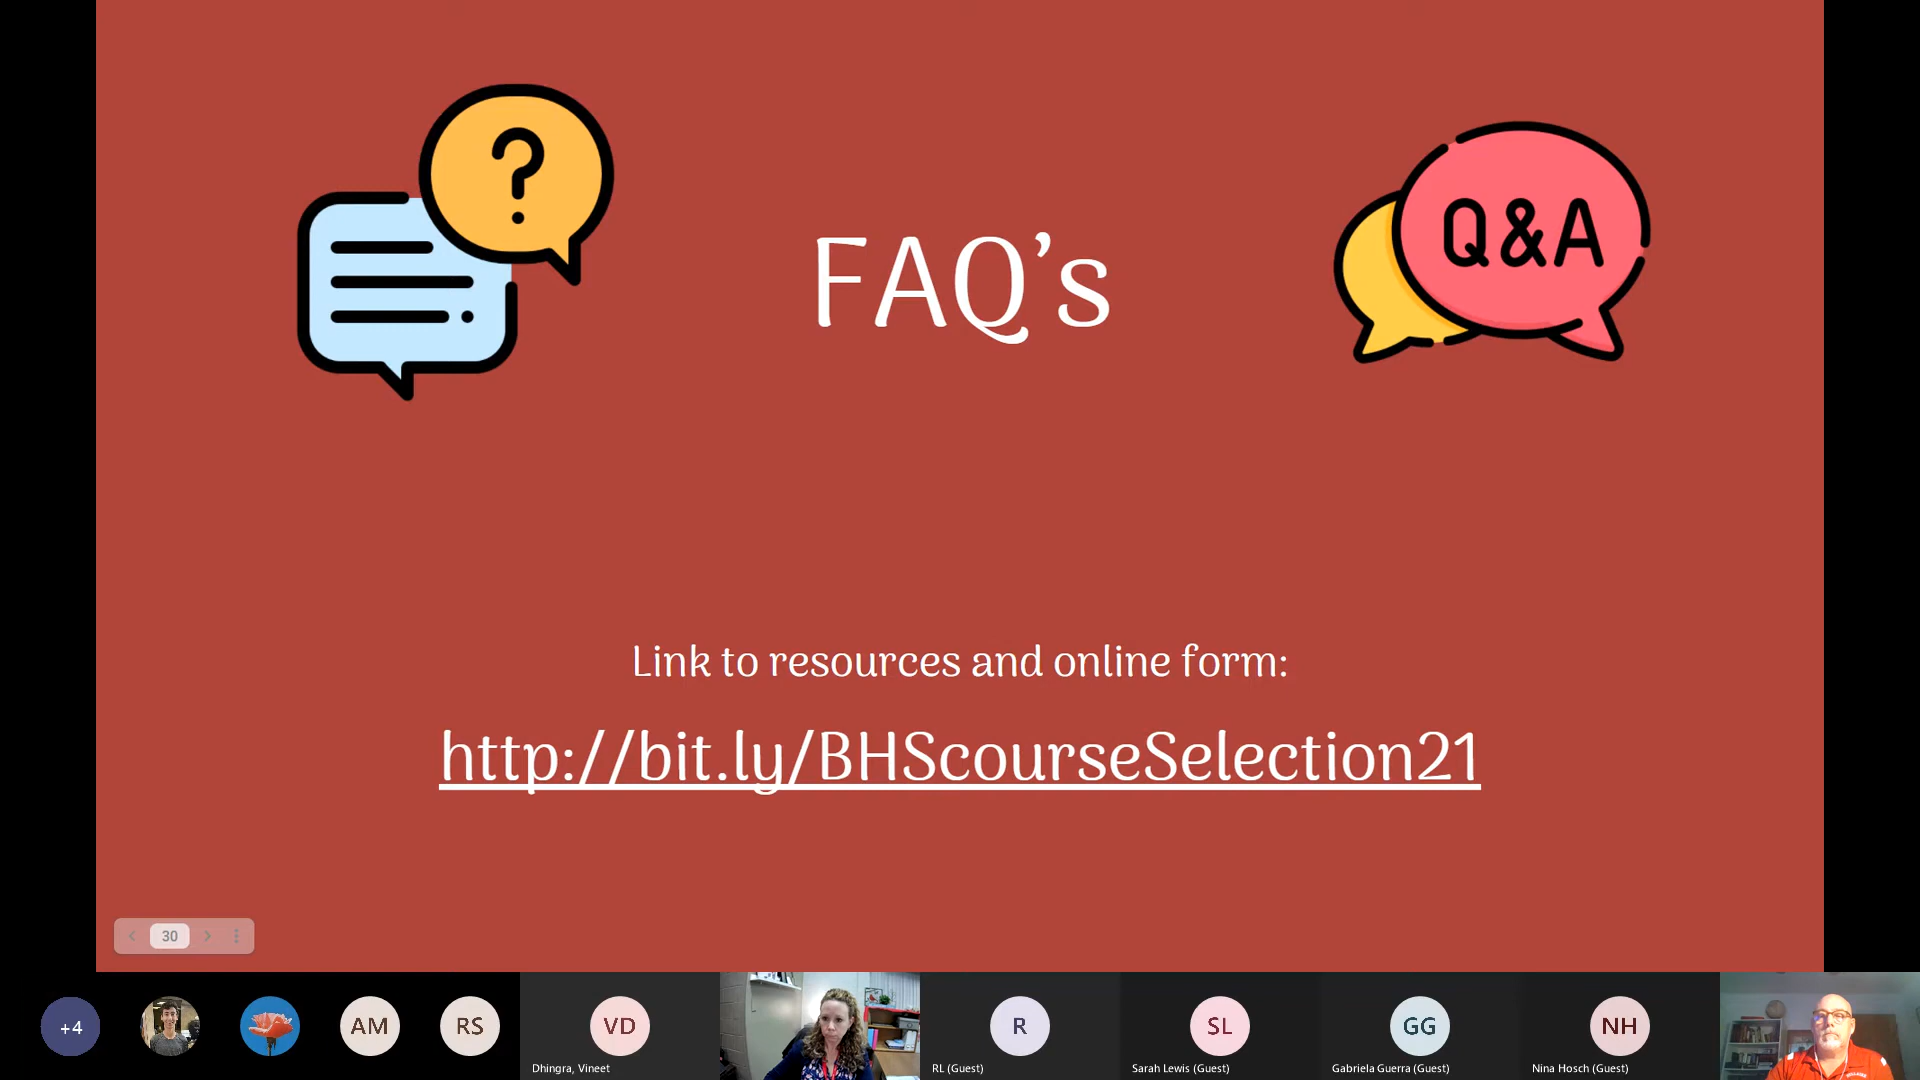 ?
Q&A
FAQ’s
Link to resources and online form:
http://bit.ly/BHScourseSelection21
30
+4
AM
RS
VD
R
SL
GG
NH
Dhingra, Vineet
RL (Guest)
Sarah Lewis (Guest)
Gabriela Guerra (Guest)
Nina Hosch (Guest)